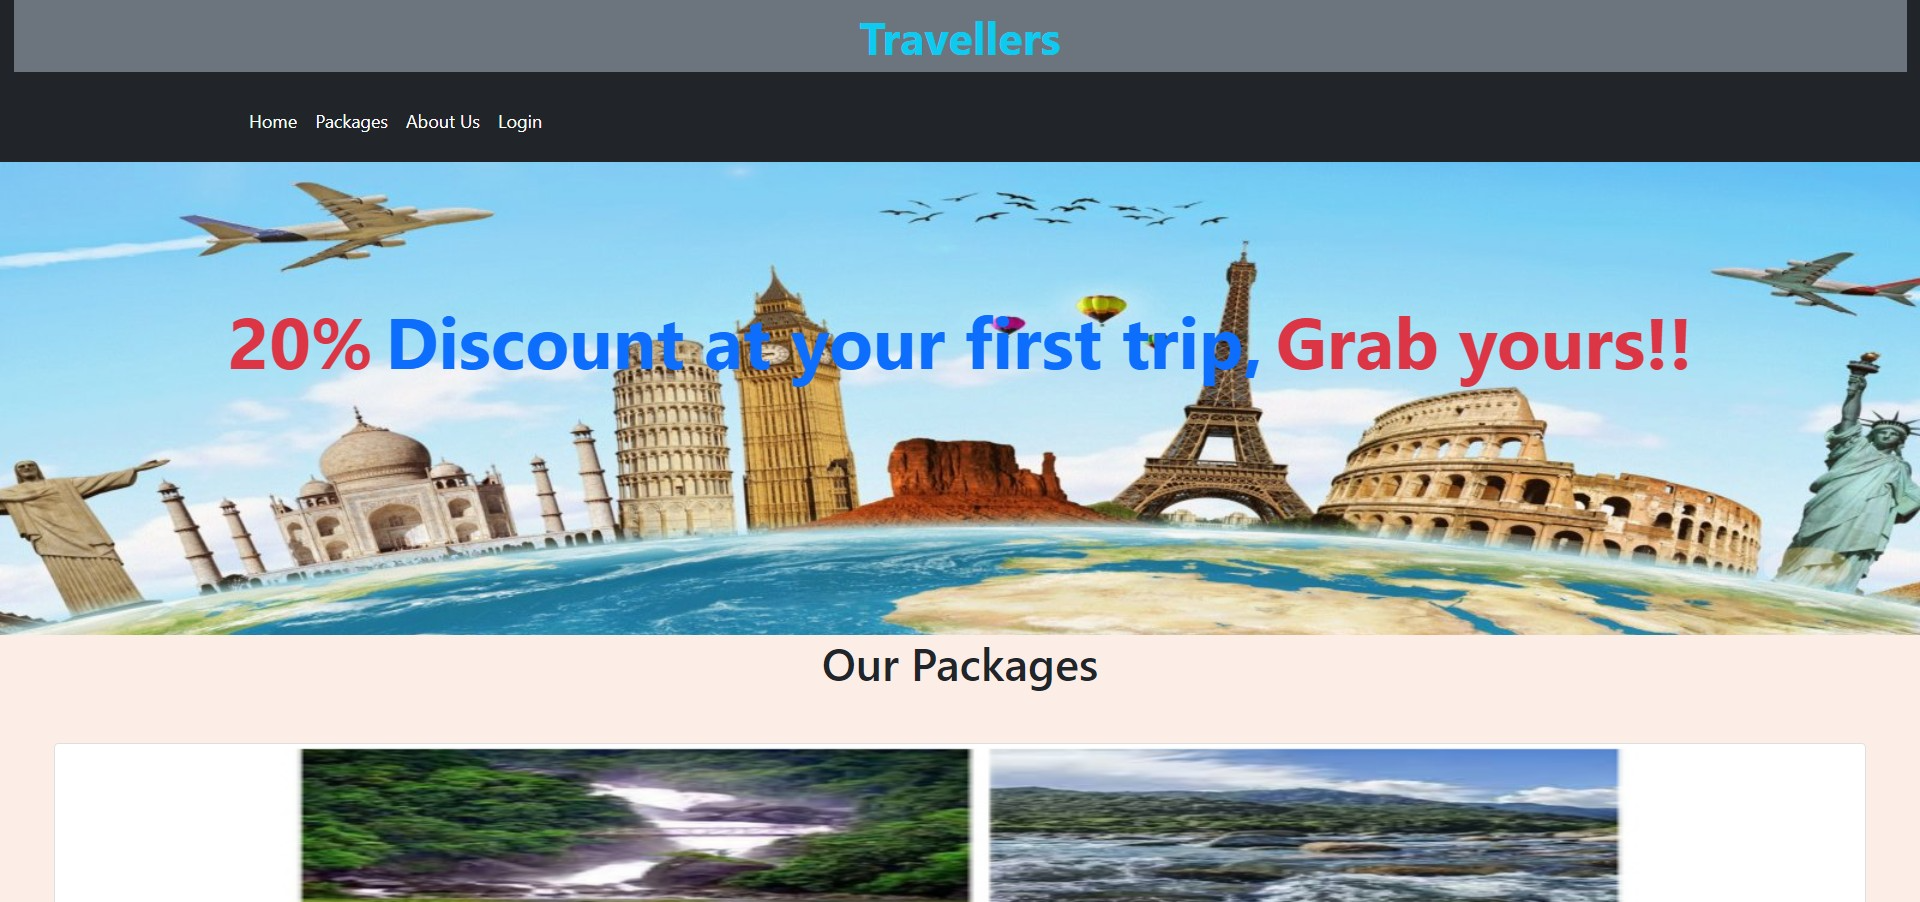 Travellers
Home Packages About Us Login
20% Discount at your first trip, Grab yours!!
Our Packages